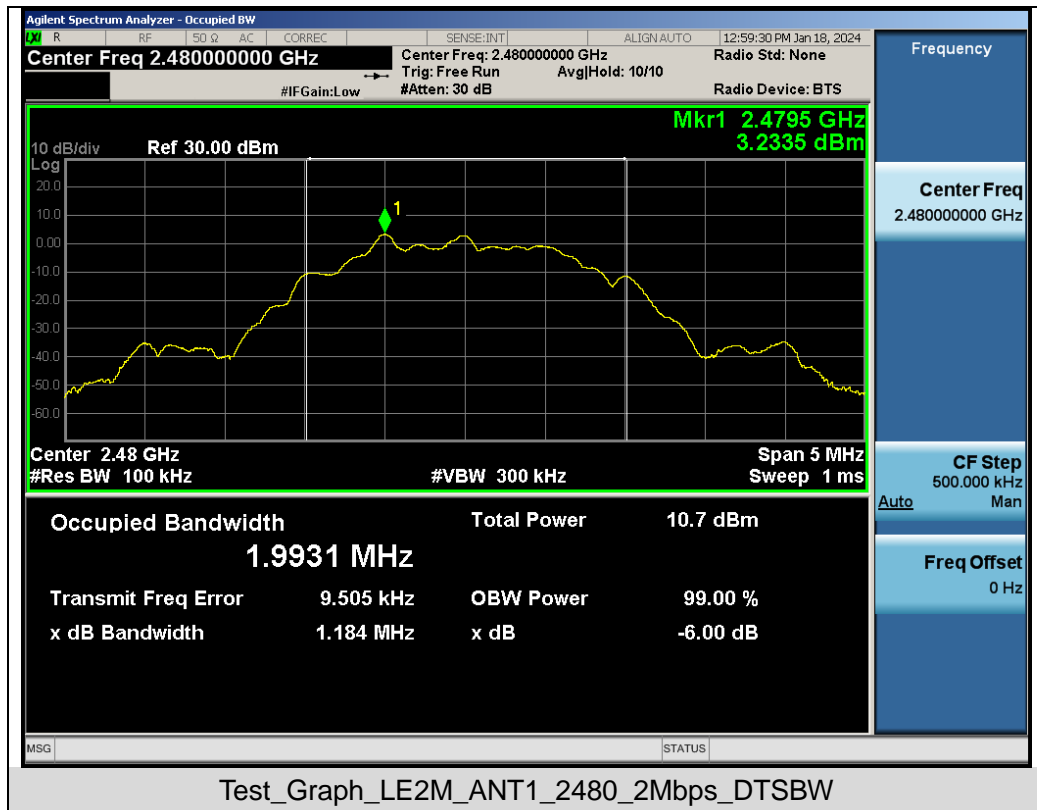 Agilent Spectrum Analyzer - Occupied BW
LXI R RF 50 Ω AC CORREC SENSE:INT ALIGN AUTO 12:59:30 PM Jan 18, 2024
Center Freq 2.480000000 GHz
Center Freq: 2.480000000 GHz
Radio Std: None
Trig: Free Run Avg|Hold: 10/10
#IFGain:Low
#Atten: 30 dB
Radio Device: BTS
Mkr1 2.4795 GHz
3.2335 dBm
10 dB/div Ref 30.00 dBm
Log
20.0
10.0
0.00
-10.0
-20.0
-30.0
-40.0
-50.0
-60.0
1
Center 2.48 GHz Span 5 MHz
#Res BW 100 kHz #VBW 300 kHz Sweep 1 ms
Occupied Bandwidth Total Power 10.7 dBm
1.9931 MHz
Transmit Freq Error 9.505 kHz OBW Power 99.00 %
x dB Bandwidth 1.184 MHz x dB -6.00 dB
MSG STATUS
Frequency
Center Freq
2.480000000 GHz
CF Step
500.000 kHz
Auto Man
Freq Offset
0 Hz
Test_Graph_LE2M_ANT1_2480_2Mbps_DTSBW